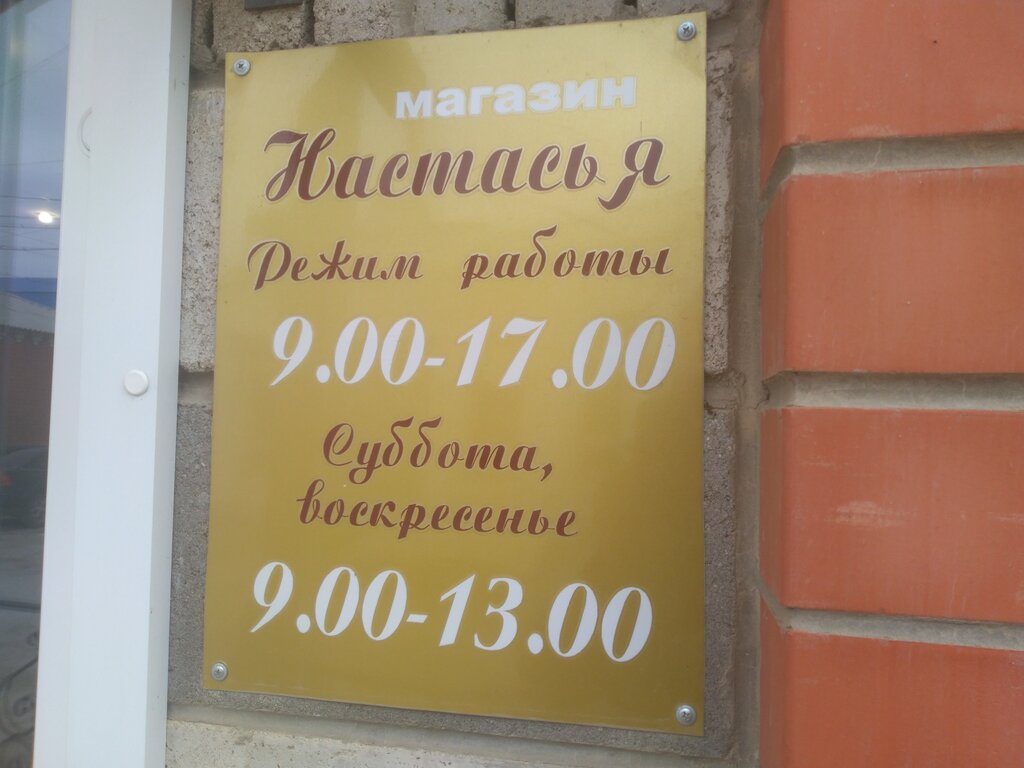 магазин
Настасья
Режим работы
9.00-17.00
Суббота,
воскресенье
9.00-13.00